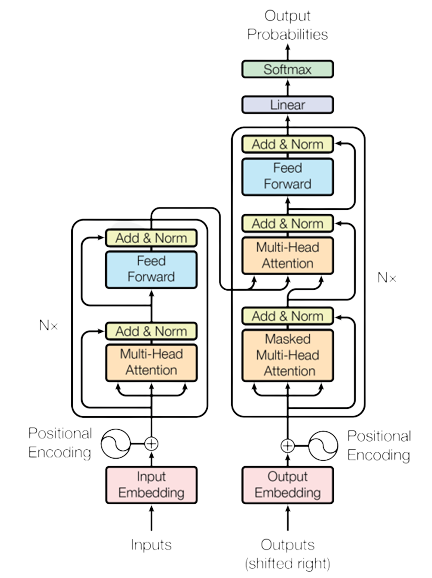 Output
Probabilities
Softmax
Linear
Add & Norm
Feed
Forward
Add & Norm
Multi-Head
Attention
Add & Norm
Masked
Multi-Head
Attention
N×
Add & Norm
Feed
Forward
Add & Norm
Multi-Head
Attention
N×
Positional
Encoding
Positional
Encoding
Input
Embedding
Output
Embedding
Inputs
Outputs
(shifted right)